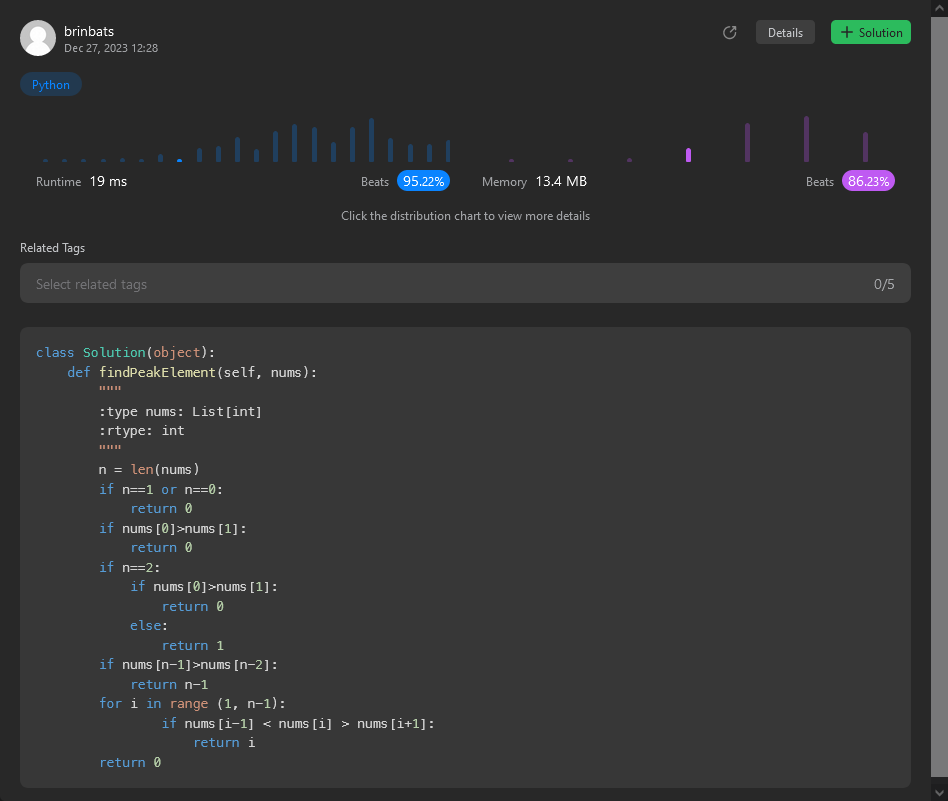 brinbats
Dec 27, 2023 12:28
Details
+ Solution
Python
Runtime 19 ms Beats 95.22% Memory 13.4 MB Beats 86.23%
Click the distribution chart to view more details
Related Tags
Select related tags 0/5
class Solution(object):
    def findPeakElement(self, nums):
        """
        :type nums: List[int]
        :rtype: int
        """
        n = len(nums)
        if n==1 or n==0:
            return 0
        if nums[0]>nums[1]:
            return 0
        if n==2:
            if nums[0]>nums[1]:
                return 0
            else:
                return 1
        if nums[n-1]>nums[n-2]:
            return n-1
        for i in range (1, n-1):
                if nums[i-1] < nums[i] > nums[i+1]:
                    return i
        return 0